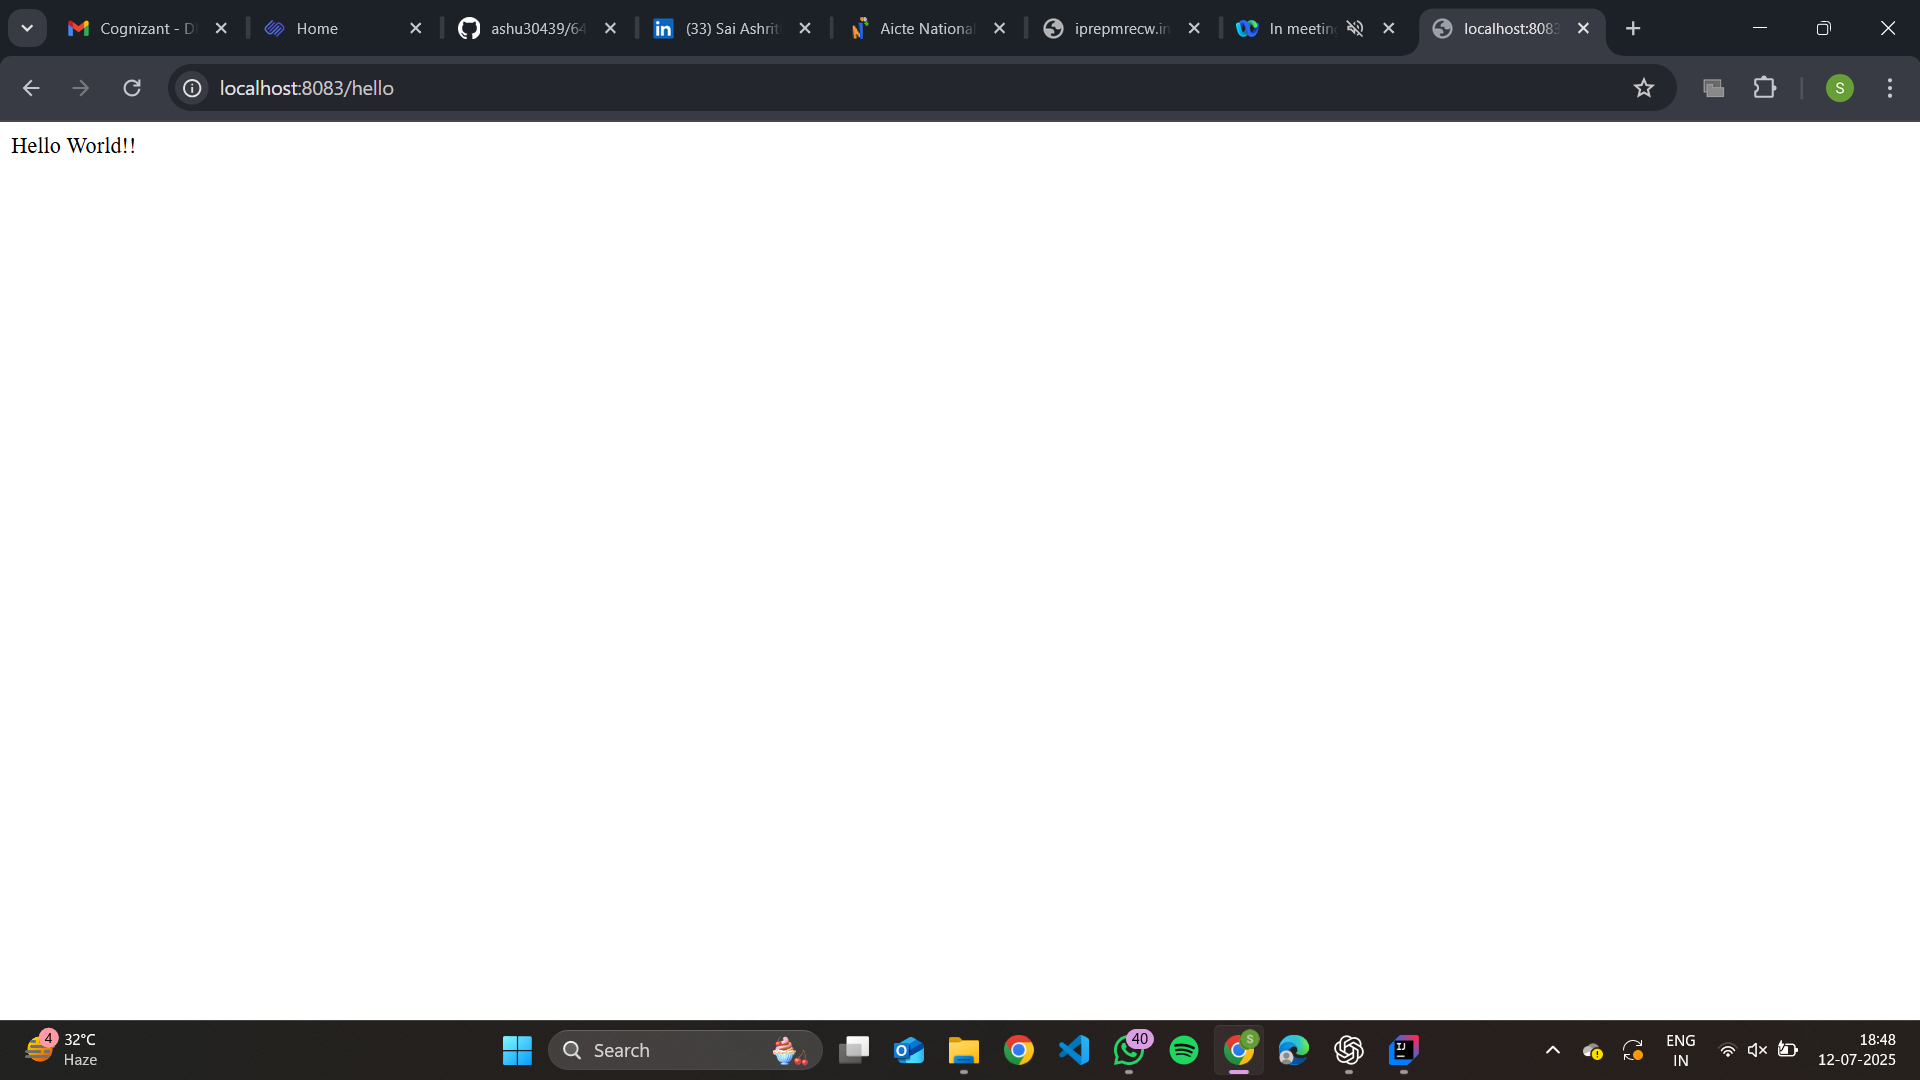 Cognizant - D
Home
ashu30439/64
(33) Sai Ashrit
Aicte National
iprepmrecw.in
In meeting
localhost:8083
localhost:8083/hello
S
Hello World!!
4
32°C
Haze
Search
40
S
ENG
IN
18:48
12-07-2025